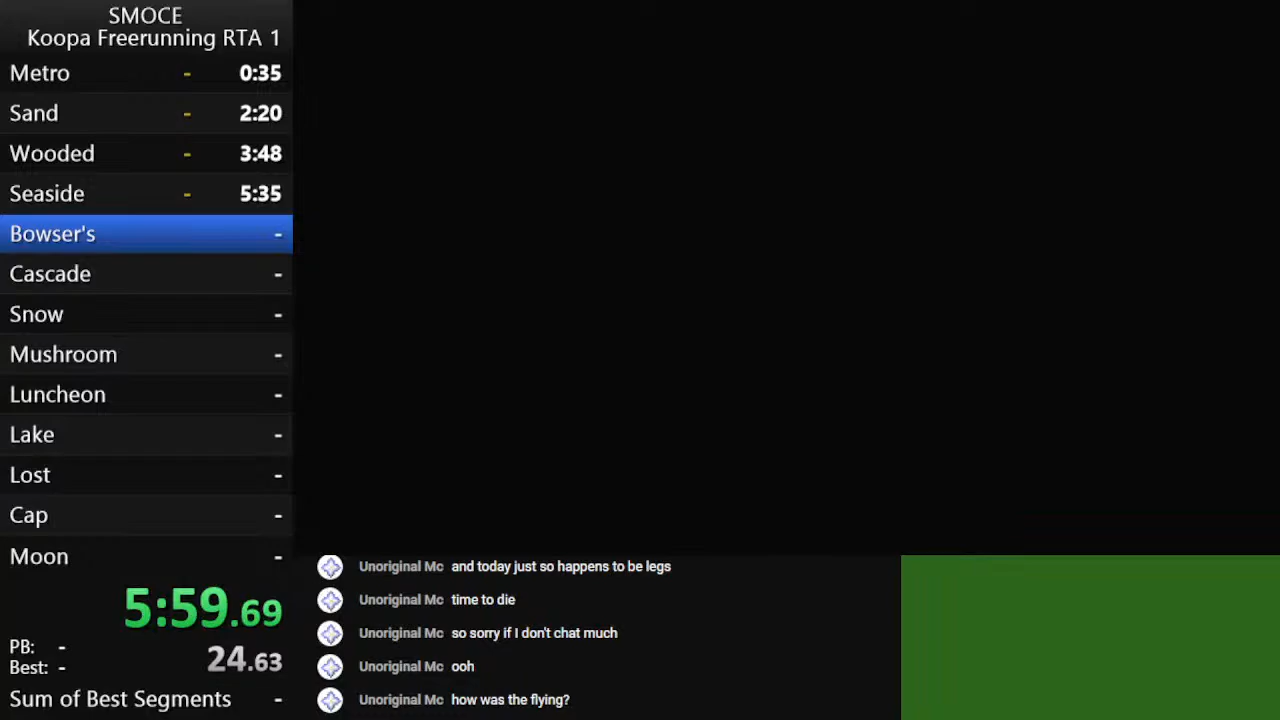 SMOCE
Koopa Freerunning RTA 1
Metro - 0:35
Sand - 2:20
Wooded - 3:48
Seaside - 5:35
Bowser's -
Cascade -
Snow -
Mushroom -
Luncheon -
Lake -
Lost -
Cap -
Moon -
5:59.69
PB: -
Best: - 24.63
Sum of Best Segments -
Unoriginal Mc and today just so happens to be legs
Unoriginal Mc time to die
Unoriginal Mc so sorry if I don't chat much
Unoriginal Mc ooh
Unoriginal Mc how was the flying?